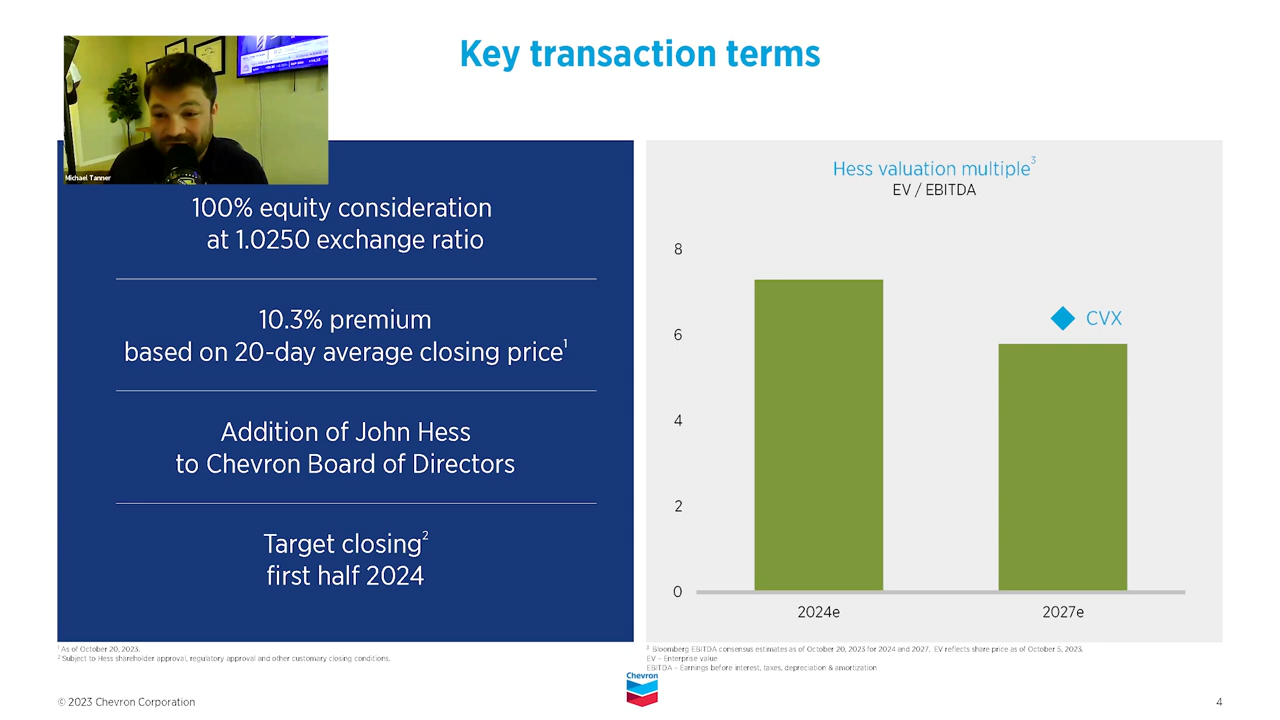 Key transaction terms
Michael Tanner
100% equity consideration
at 1.0250 exchange ratio
10.3% premium
based on 20-day average closing price1
Addition of John Hess
to Chevron Board of Directors
Target closing2
first half 2024
1 As of October 20, 2023.
2 Subject to Hess shareholder approval, regulatory approval and other customary closing conditions.
Hess valuation multiple3
EV / EBITDA
8
6
4
2
0
CVX
2024e
2027e
3 Bloomberg EBITDA consensus estimates as of October 20, 2023 for 2024 and 2027. EV reflects share price as of October 5, 2023.
EV – Enterprise value
EBITDA – Earnings before interest, taxes, depreciation & amortization
Chevron
© 2023 Chevron Corporation
4